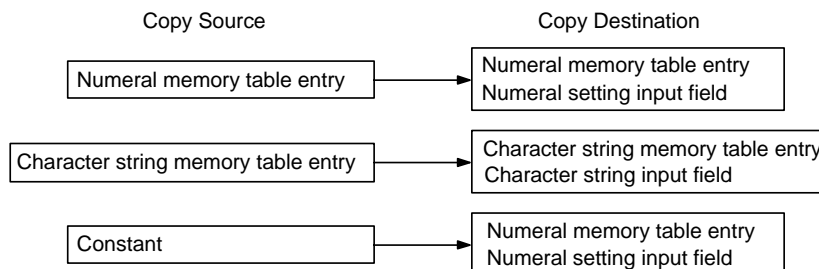 Copy Source
Copy Destination
Numeral memory table entry
Numeral memory table entry
Numeral setting input field
Character string memory table entry
Character string memory table entry
Character string input field
Constant
Numeral memory table entry
Numeral setting input field